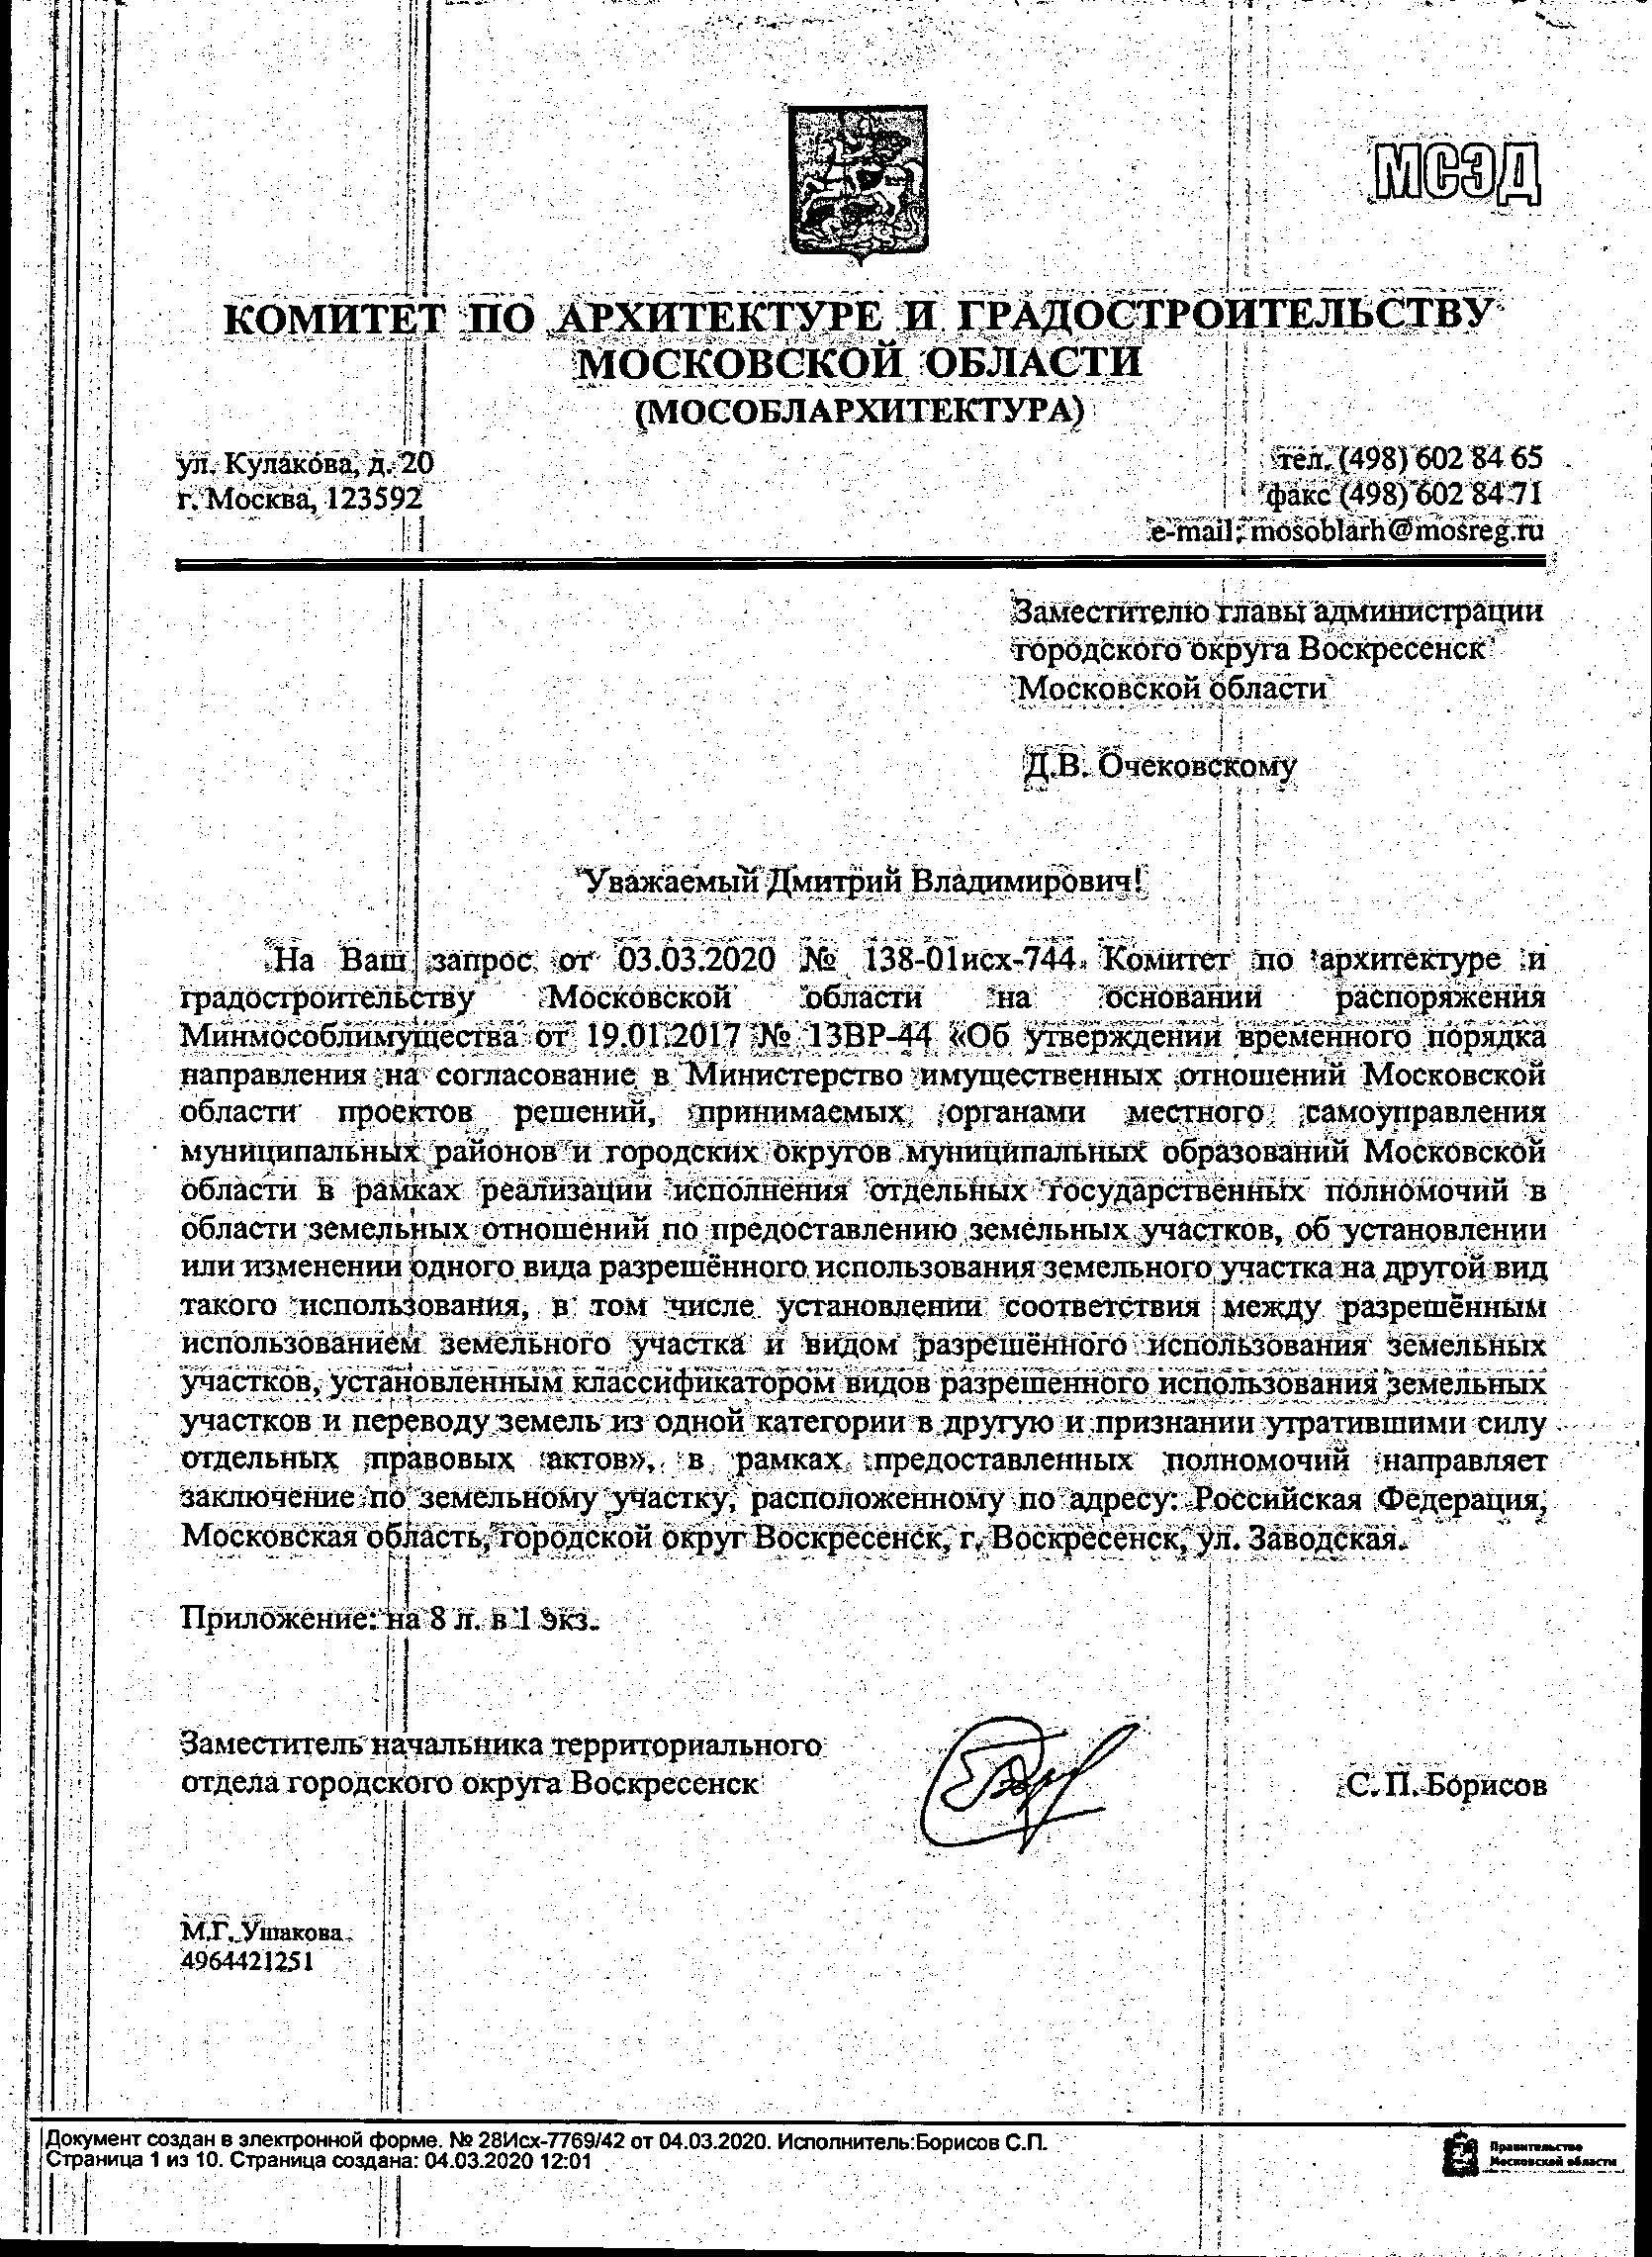 МСЭД
КОМИТЕТ ПО АРХИТЕКТУРЕ И ГРАДОСТРОИТЕЛЬСТВУ
МОСКОВСКОЙ ОБЛАСТИ
(МОСОБЛАРХИТЕКТУРА)
ул. Кулакова, д. 20
г. Москва, 123592
тел. (498) 602 84 65
факс (498) 602 84 71
e-mail: mosoblarh@mosreg.ru
Заместителю главы администрации
городского округа Воскресенск
Московской области
Д.В. Очековскому
Уважаемый Дмитрий Владимирович!
На Ваш запрос от 03.03.2020 № 138-01исх-744 Комитет по архитектуре и
градостроительству Московской области на основании распоряжения
Минмособлимущества от 19.01.2017 № 13ВР-44 «Об утверждении временного порядка
направления на согласование в Министерство имущественных отношений Московской
области проектов решений, принимаемых органами местного самоуправления
муниципальных районов и городских округов муниципальных образований Московской
области в рамках реализации исполнения отдельных государственных полномочий в
области земельных отношений по предоставлению земельных участков, об установлении
или изменении одного вида разрешённого использования земельного участка на другой вид
такого использования, в том числе установлении соответствия между разрешённым
использованием земельного участка и видом разрешённого использования земельных
участков, установленным классификатором видов разрешенного использования земельных
участков и переводу земель из одной категории в другую и признании утратившими силу
отдельных правовых актов», в рамках предоставленных полномочий направляет
заключение по земельному участку, расположенному по адресу: Российская Федерация,
Московская область, городской округ Воскресенск, г. Воскресенск, ул. Заводская.
Приложение: на 8 л. в 1 экз.
Заместитель начальника территориального
отдела городского округа Воскресенск
С. П. Борисов
М.Г. Ушакова
4964421251
Документ создан в электронной форме. № 28Исх-7769/42 от 04.03.2020. Исполнитель:Борисов С.П.
Страница 1 из 10. Страница создана: 04.03.2020 12:01
Правительство
Московской области